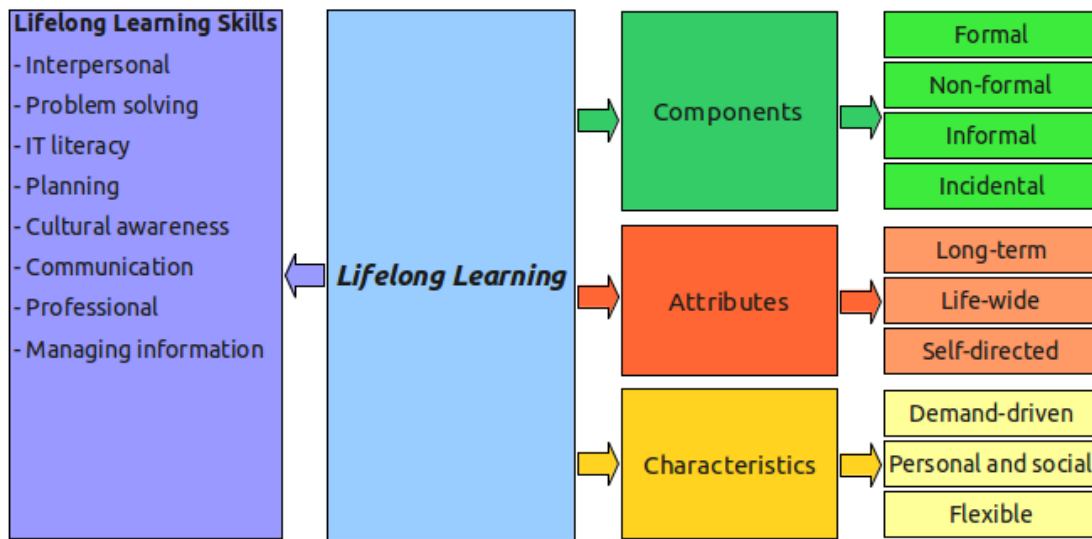 Lifelong Learning Skills
- Interpersonal
- Problem solving
- IT literacy
- Planning
- Cultural awareness
- Communication
- Professional
- Managing information
Lifelong Learning
Components
Formal
Non-formal
Informal
Incidental
Attributes
Long-term
Life-wide
Self-directed
Characteristics
Demand-driven
Personal and social
Flexible